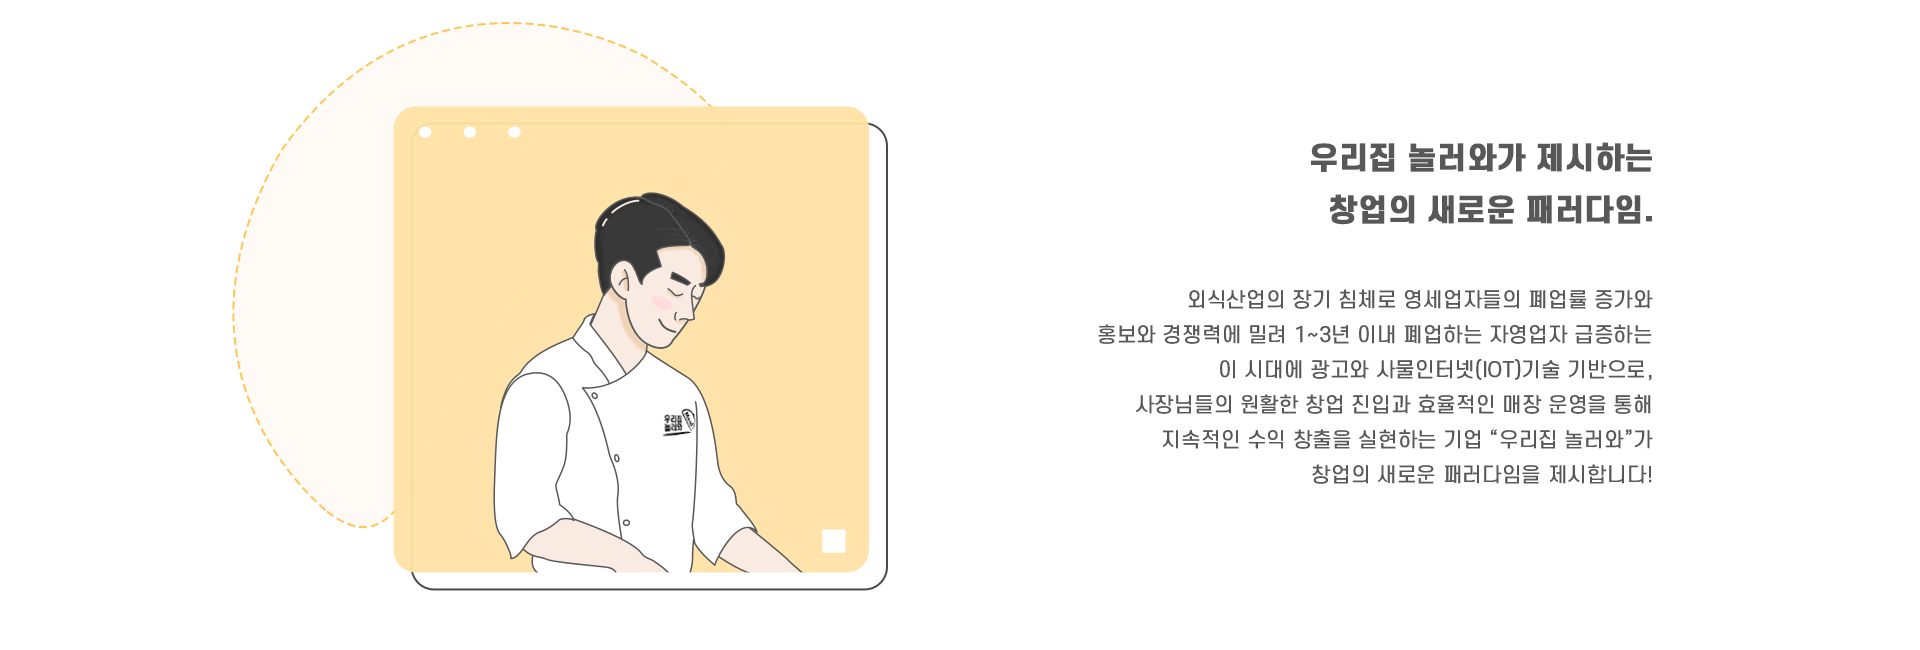 우리집
놀러와
우리집 놀러와가 제시하는
창업의 새로운 패러다임.
외식산업의 장기 침체로 영세업자들의 폐업률 증가와
홍보와 경쟁력에 밀려 1~3년 이내 폐업하는 자영업자 급증하는
이 시대에 광고와 사물인터넷(IOT)기술 기반으로,
사장님들의 원활한 창업 진입과 효율적인 매장 운영을 통해
지속적인 수익 창출을 실현하는 기업 “우리집 놀러와”가
창업의 새로운 패러다임을 제시합니다!